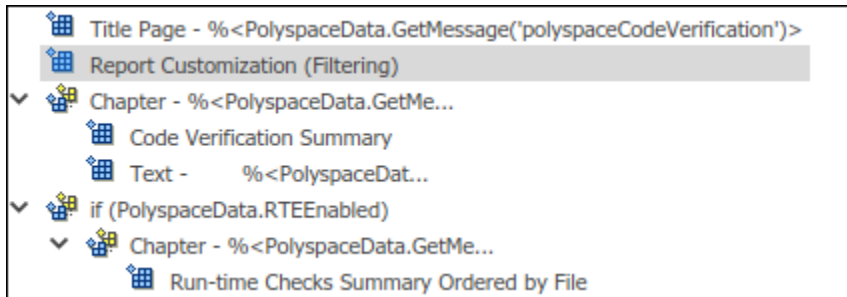 Title Page - %<PolyspaceData.GetMessage('polyspaceCodeVerification')>
Report Customization (Filtering)
Chapter - %<PolyspaceData.GetMe...
Code Verification Summary
Text - %<PolyspaceDat...
if (PolyspaceData.RTEEnabled)
Chapter - %<PolyspaceData.GetMe...
Run-time Checks Summary Ordered by File